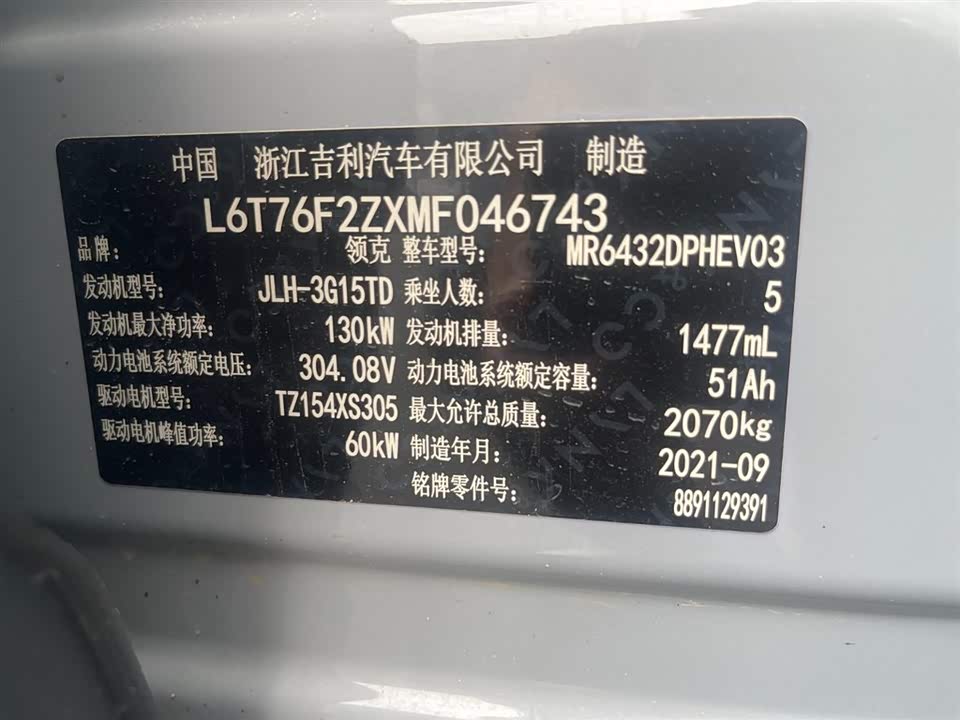 中国 浙江吉利汽车有限公司 制造
L6T76F2ZXMF046743
品牌: 领克 整车型号: MR6432DPHEV03
发动机型号: JLH-3G15TD 乘坐人数: 5
发动机最大净功率: 130kW 发动机排量: 1477mL
动力电池系统额定电压: 304.08V 动力电池系统额定容量: 51Ah
驱动电机型号: TZ154XS305 最大允许总质量: 2070kg
驱动电机峰值功率: 60kW 制造年月: 2021-09
铭牌零件号: 8891129391